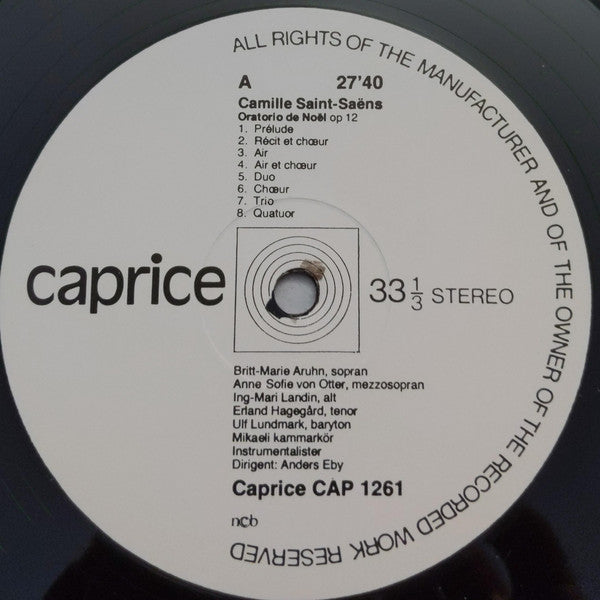 ALL RIGHTS OF THE MANUFACTURER AND OF THE OWNER OF THE RECORDED WORK RESERVED
A 27'40
Camille Saint-Saëns
Oratorio de Noël op 12
1. Prélude
2. Récit et chœur
3. Air
4. Air et chœur
5. Duo
6. Chœur
7. Trio
8. Quatuor
caprice
33 1/3 STEREO
Britt-Marie Aruhn, sopran
Anne Sofie von Otter, mezzosopran
Ing-Mari Landin, alt
Erland Hagegård, tenor
Ulf Lundmark, baryton
Mikaeli kammarkör
Instrumentalister
Dirigent: Anders Eby
Caprice CAP 1261
ncb